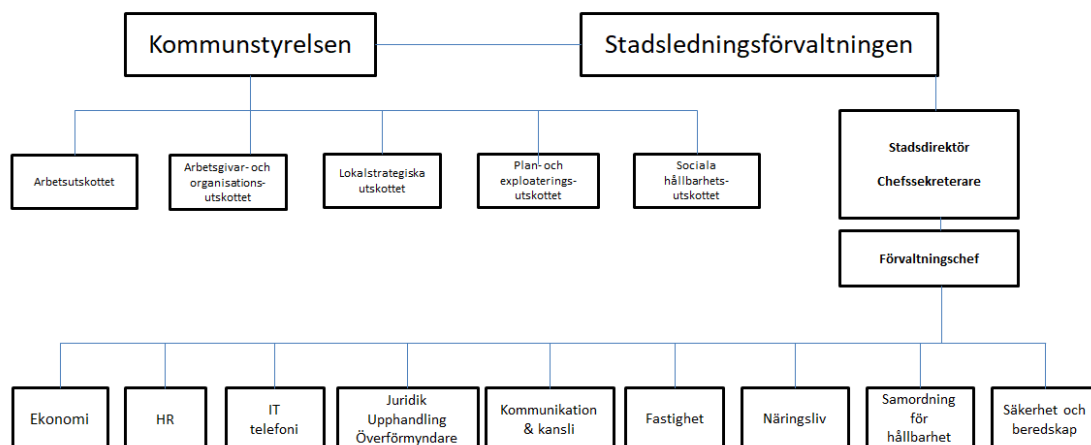 Kommunstyrelsen
Stadsledningsförvaltningen
Arbetsutskottet
Arbetsgivar- och
organisations-
utskottet
Lokalstrategiska
utskottet
Plan- och
exploaterings-
utskottet
Sociala
hållbarhets-
utskottet
Stadsdirektör
Chefssekreterare
Förvaltningschef
Ekonomi
HR
IT
telefoni
Juridik
Upphandling
Överförmyndare
Kommunikation
& kansli
Fastighet
Näringsliv
Samordning
för
hållbarhet
Säkerhet och
beredskap